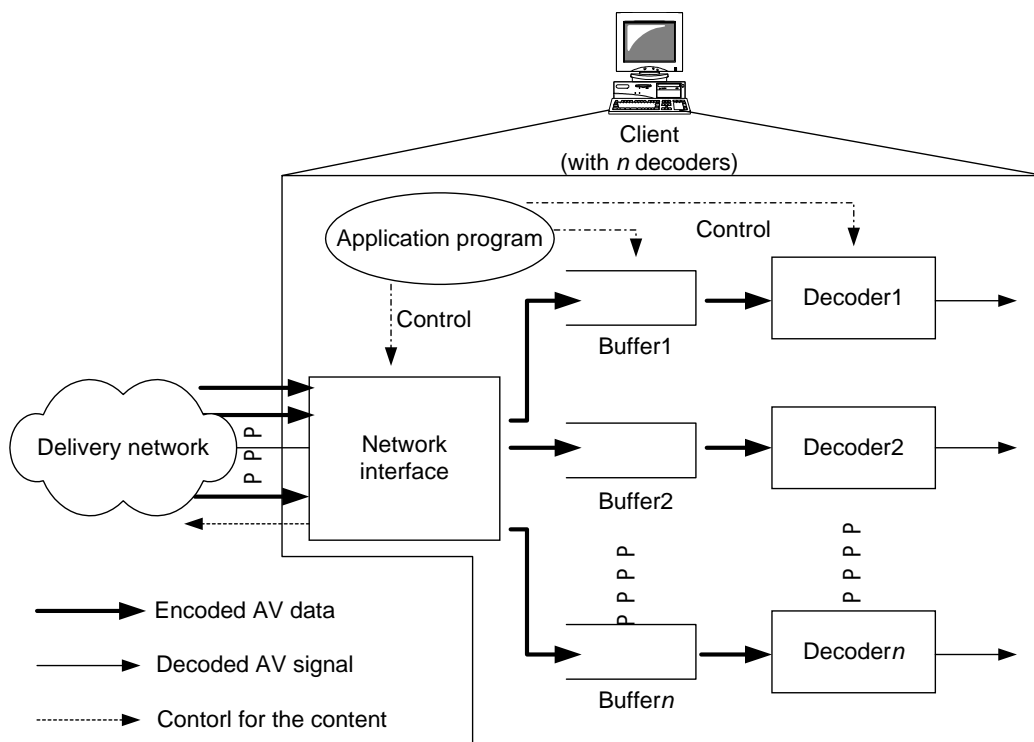 Client
(with n decoders)
Application program
Control
Control
Buffer1
Decoder1
Delivery network
P P P
Network
interface
Buffer2
Decoder2
P P P P P
P P P P
Buffern
Decodern
Encoded AV data
Decoded AV signal
Contorl for the content